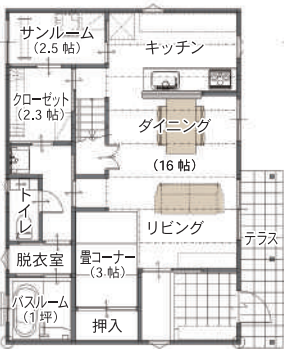 サンルーム
(2.5 帖)
キッチン
クローゼット
(2.3 帖)
ダイニング
(16 帖)
トイレ
リビング
テラス
脱衣室
畳コーナー
(3 帖)
バスルーム
(1 坪)
押入